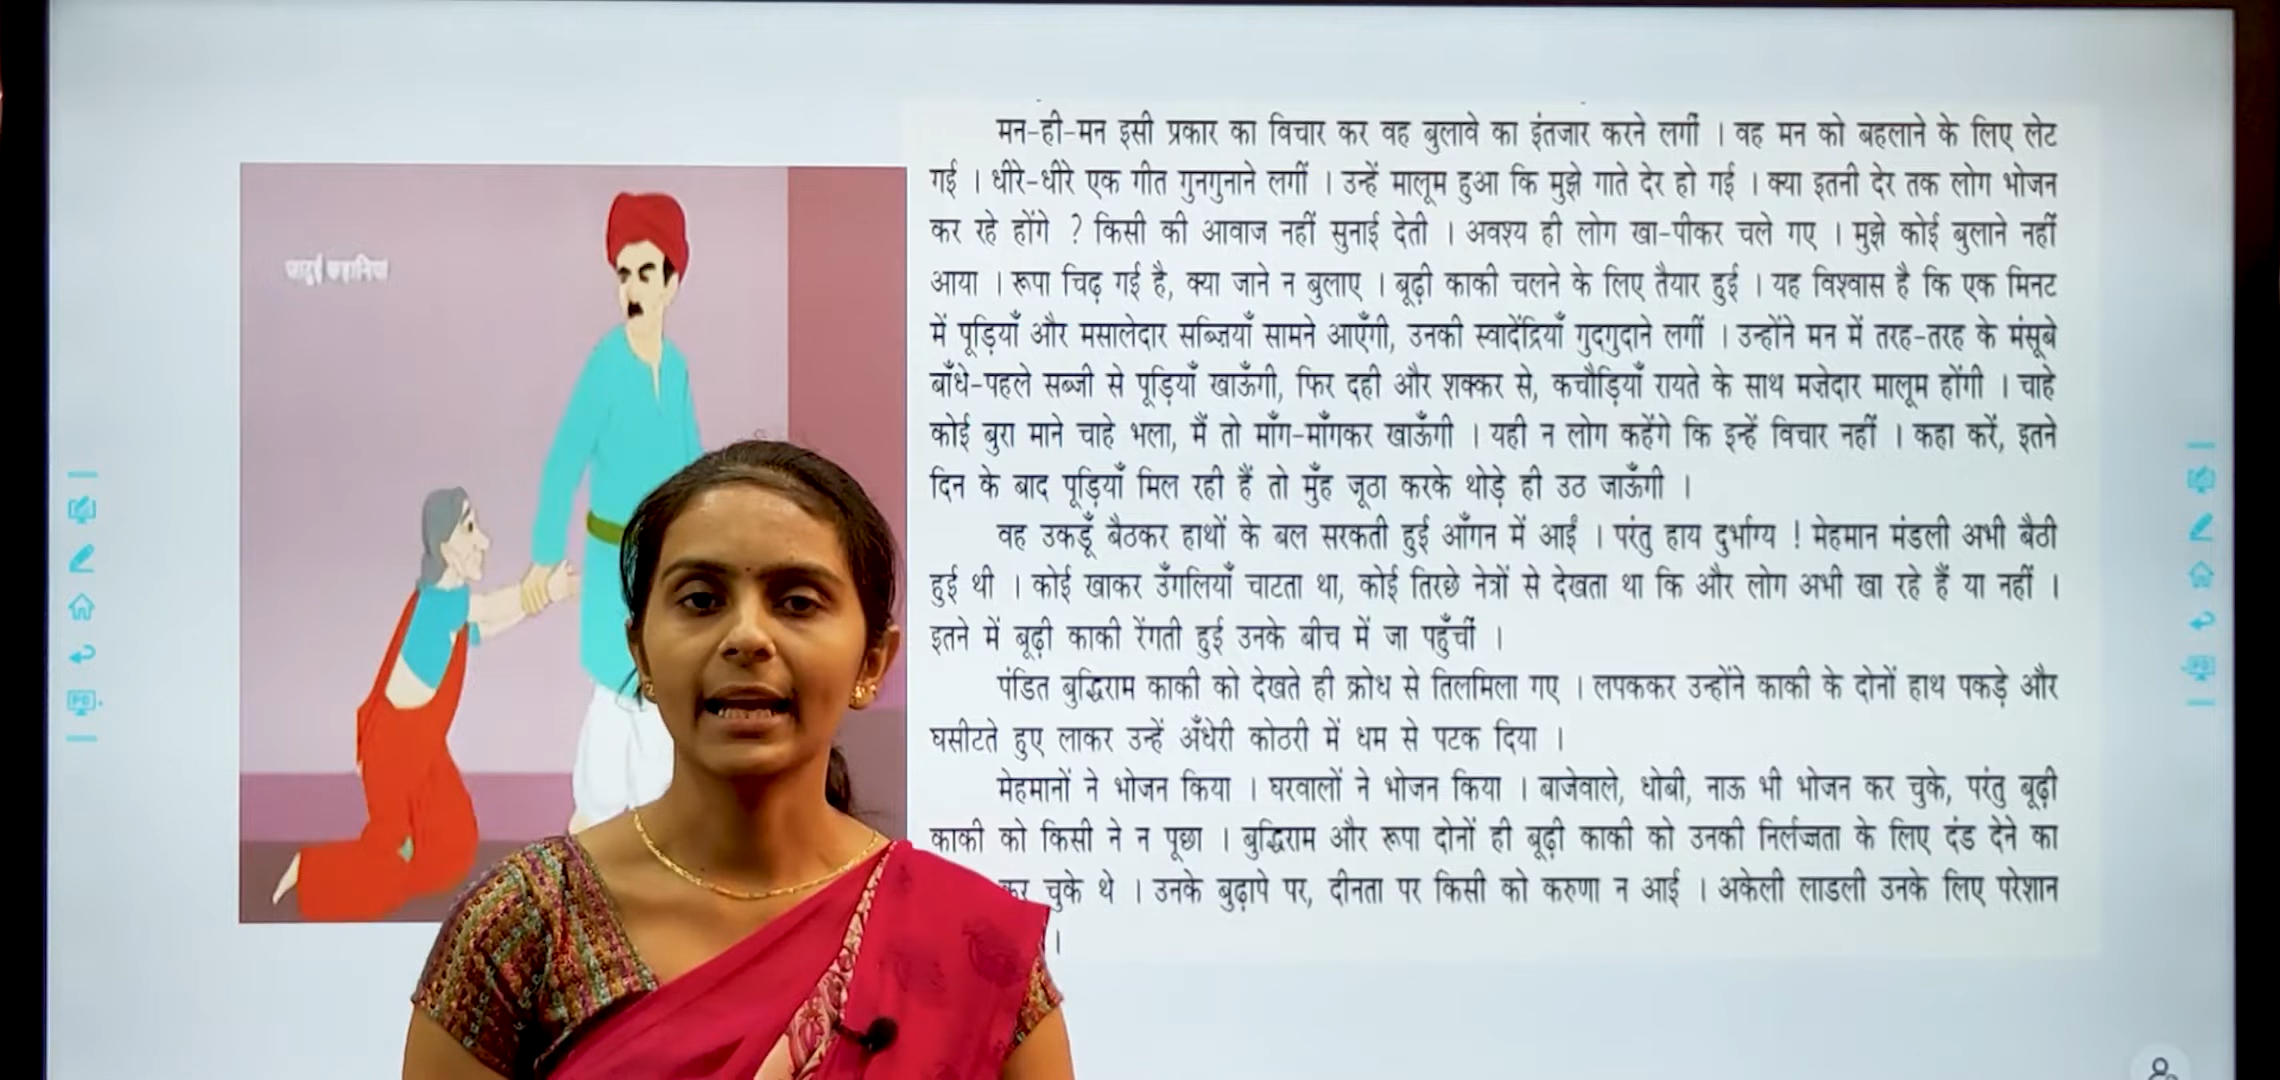 जादुई कहानियां
मन-ही-मन इसी प्रकार का विचार कर वह बुलावे का इंतजार करने लगीं । वह मन को बहलाने के लिए लेट
गई । धीरे-धीरे एक गीत गुनगुनाने लगीं । उन्हें मालूम हुआ कि मुझे गाते देर हो गई । क्या इतनी देर तक लोग भोजन
कर रहे होंगे ? किसी की आवाज नहीं सुनाई देती । अवश्य ही लोग खा-पीकर चले गए । मुझे कोई बुलाने नहीं
आया । रूपा चिढ़ गई है, क्या जाने न बुलाए । बूढ़ी काकी चलने के लिए तैयार हुई । यह विश्वास है कि एक मिनट
में पूड़ियाँ और मसालेदार सब्जियाँ सामने आएँगी, उनकी स्वादेंद्रियाँ गुदगुदाने लगीं । उन्होंने मन में तरह-तरह के मंसूबे
बाँधे-पहले सब्जी से पूड़ियाँ खाऊँगी, फिर दही और शक्कर से, कचौड़ियाँ रायते के साथ मजेदार मालूम होंगी । चाहे
कोई बुरा माने चाहे भला, मैं तो माँग-माँगकर खाऊँगी । यही न लोग कहेंगे कि इन्हें विचार नहीं । कहा करें, इतने
दिन के बाद पूड़ियाँ मिल रही हैं तो मुँह जूठा करके थोड़े ही उठ जाऊँगी ।
वह उकड़ूँ बैठकर हाथों के बल सरकती हुई आँगन में आईं । परंतु हाय दुर्भाग्य ! मेहमान मंडली अभी बैठी
हुई थी । कोई खाकर उँगलियाँ चाटता था, कोई तिरछे नेत्रों से देखता था कि और लोग अभी खा रहे हैं या नहीं ।
इतने में बूढ़ी काकी रेंगती हुई उनके बीच में जा पहुँचीं ।
पंडित बुद्धिराम काकी को देखते ही क्रोध से तिलमिला गए । लपककर उन्होंने काकी के दोनों हाथ पकड़े और
घसीटते हुए लाकर उन्हें अँधेरी कोठरी में धम से पटक दिया ।
मेहमानों ने भोजन किया । घरवालों ने भोजन किया । बाजेवाले, धोबी, नाऊ भी भोजन कर चुके, परंतु बूढ़ी
काकी को किसी ने न पूछा । बुद्धिराम और रूपा दोनों ही बूढ़ी काकी को उनकी निर्लज्जता के लिए दंड देने का
कर चुके थे । उनके बुढ़ापे पर, दीनता पर किसी को करुणा न आई । अकेली लाडली उनके लिए परेशान
।